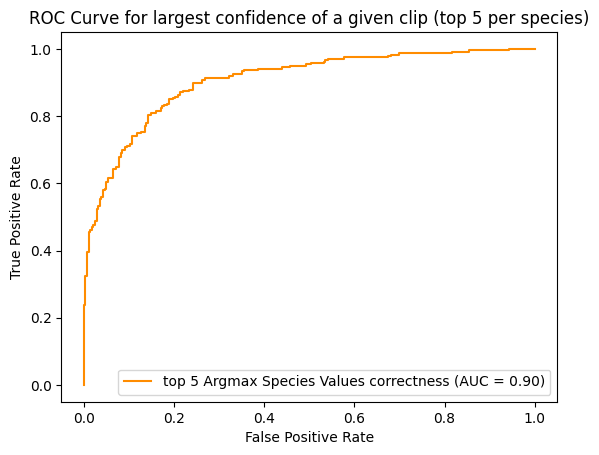 ROC Curve for largest confidence of a given clip (top 5 per species)
1.0
0.8
0.6
0.4
0.2
0.0
True Positive Rate
top 5 Argmax Species Values correctness (AUC = 0.90)
0.0 0.2 0.4 0.6 0.8 1.0
False Positive Rate